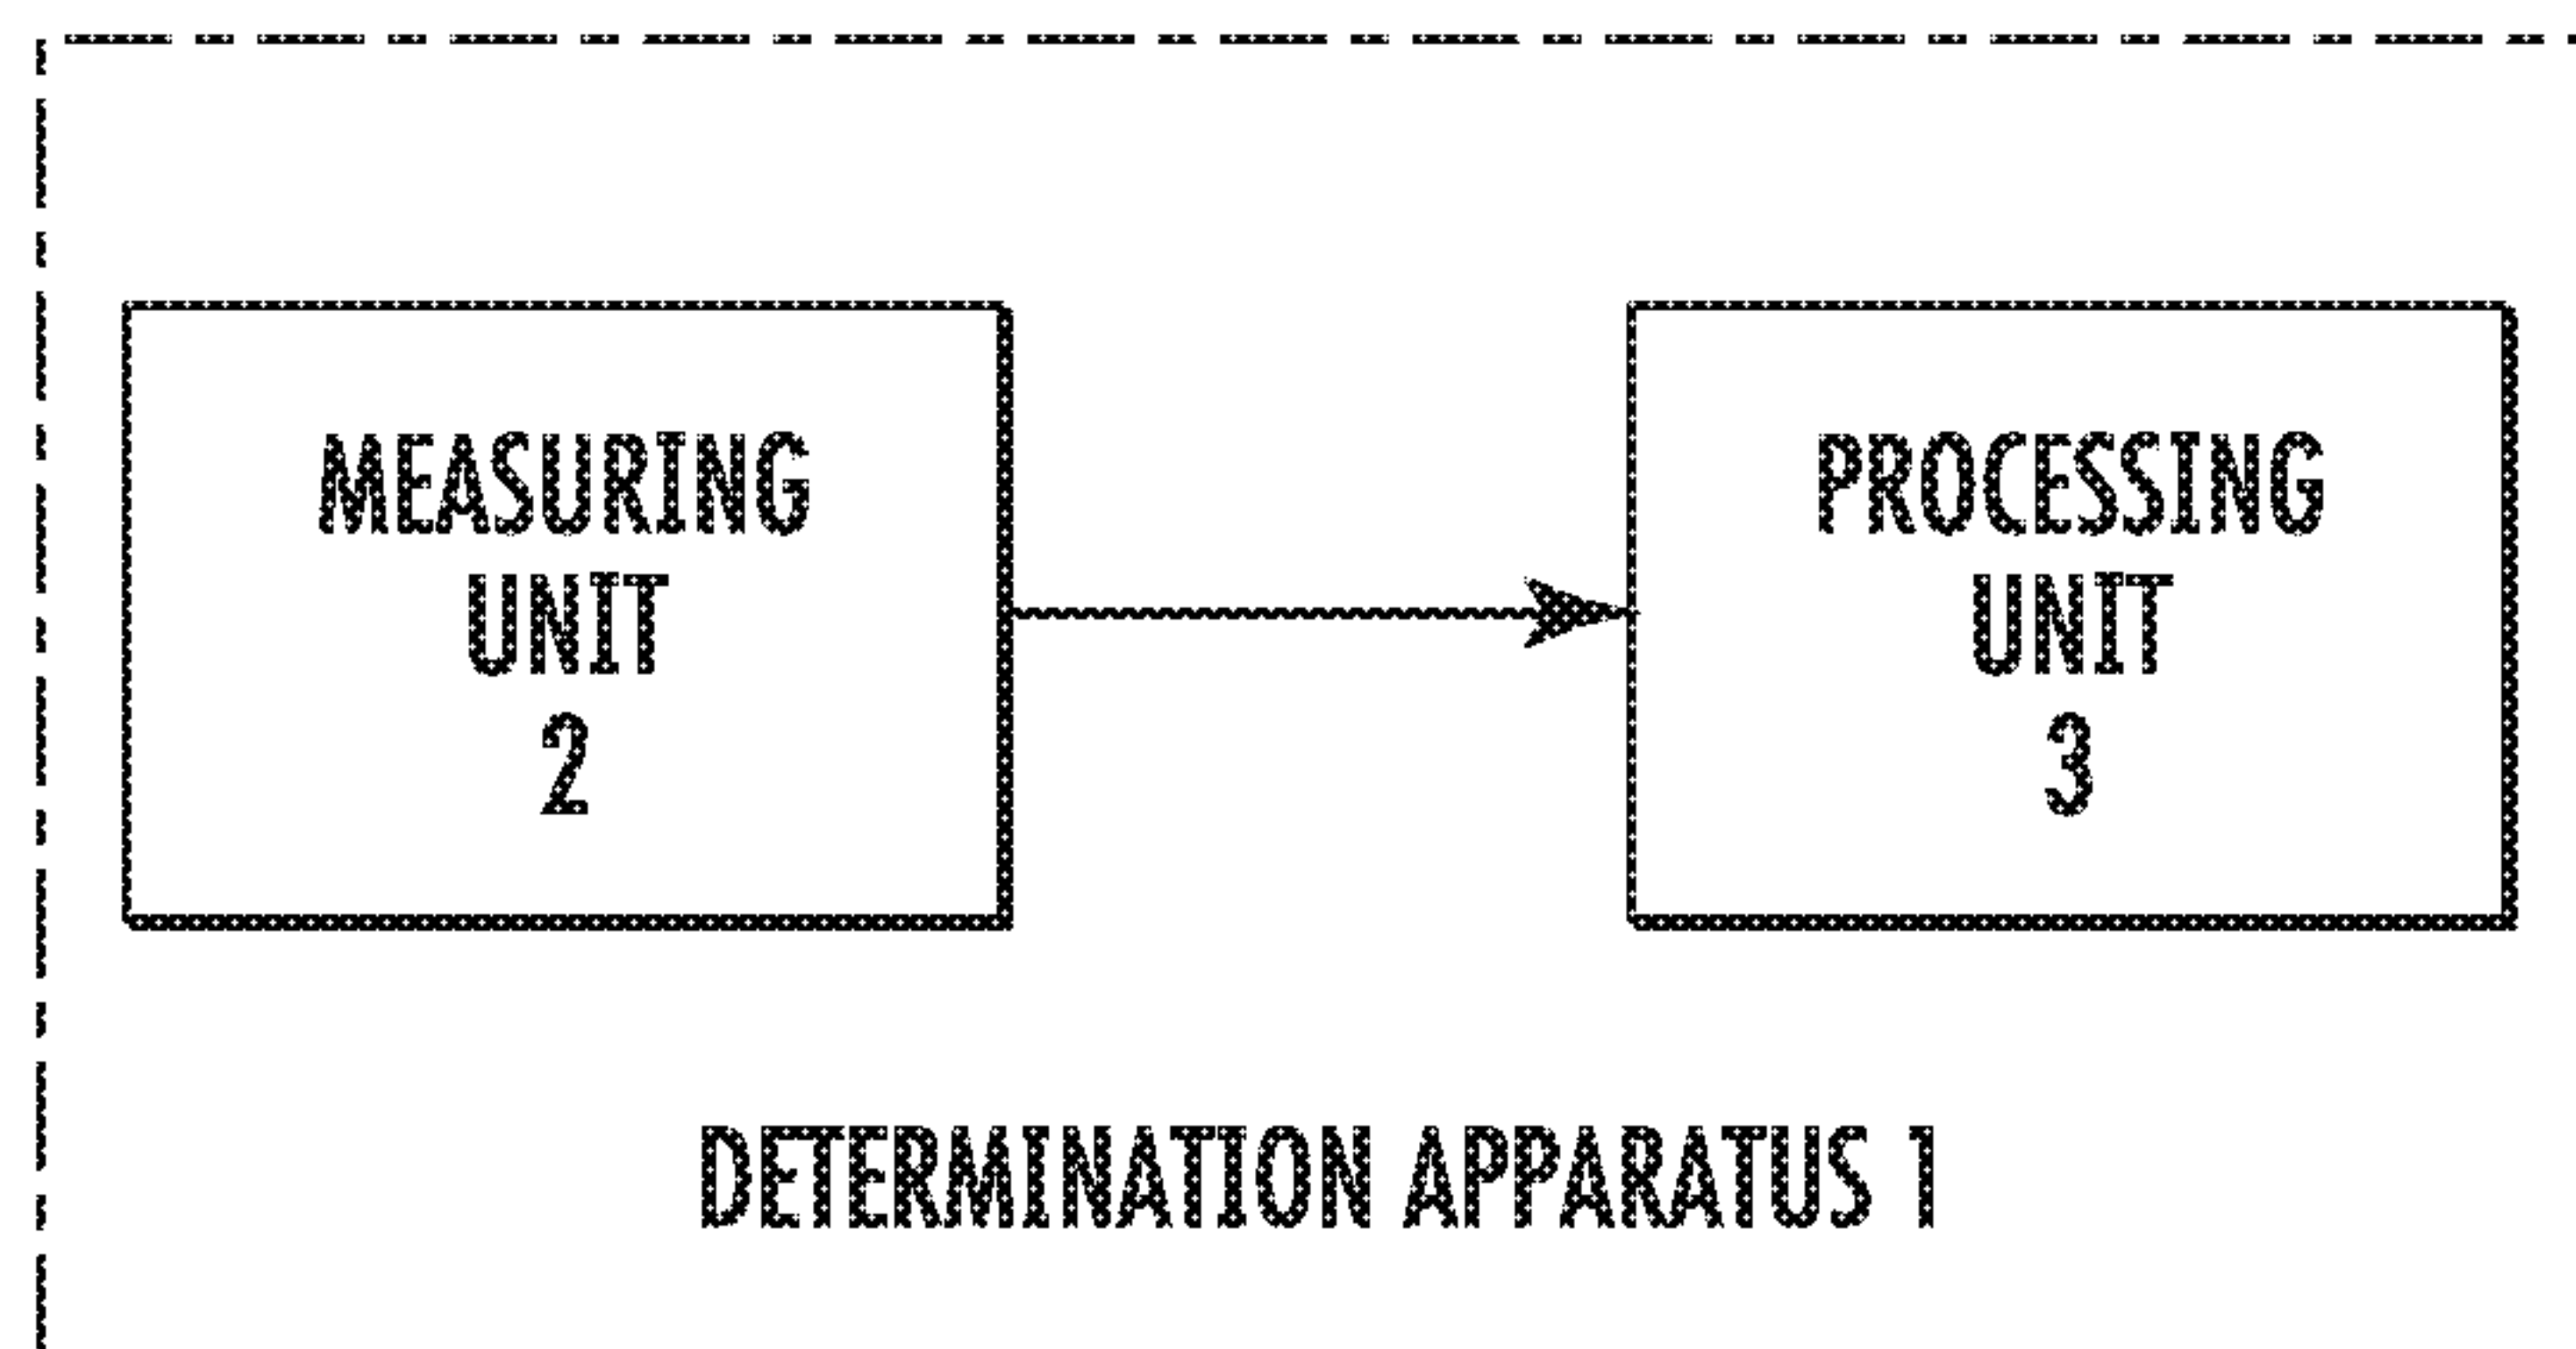 MEASURING
UNIT
2
PROCESSING
UNIT
3
DETERMINATION APPARATUS 1